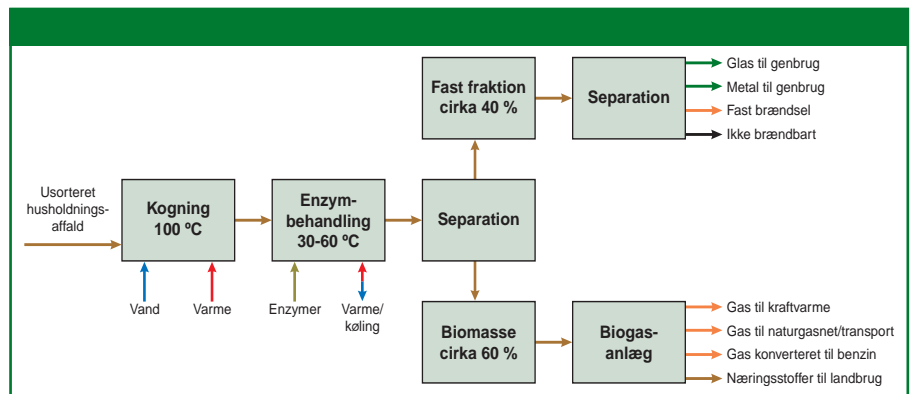 Usorteret
husholdnings-
affald
Kogning
100 ºC
Vand
Varme
Enzym-
behandling
30-60 ºC
Enzymer
Varme/
køling
Separation
Fast fraktion
cirka 40 %
Separation
Glas til genbrug
Metal til genbrug
Fast brændsel
Ikke brændbart
Biomasse
cirka 60 %
Biogas-
anlæg
Gas til kraftvarme
Gas til naturgasnet/transport
Gas konverteret til benzin
Næringsstoffer til landbrug